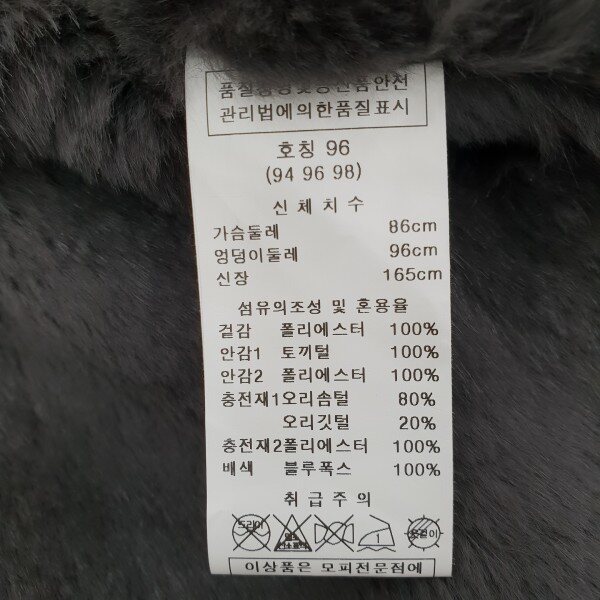 품질경영및공산품안전
관리법에의한품질표시
호칭 96
(94 96 98)
신체치수
가슴둘레 86cm
엉덩이둘레 96cm
신장 165cm
섬유의조성 및 혼용율
겉감 폴리에스터 100%
안감1 토끼털 100%
안감2 폴리에스터 100%
충전재1오리솜털 80%
오리깃털 20%
충전재2폴리에스터 100%
배색 블루폭스 100%
취급주의
드라이 옷걸이
이상품은 모피전문점에